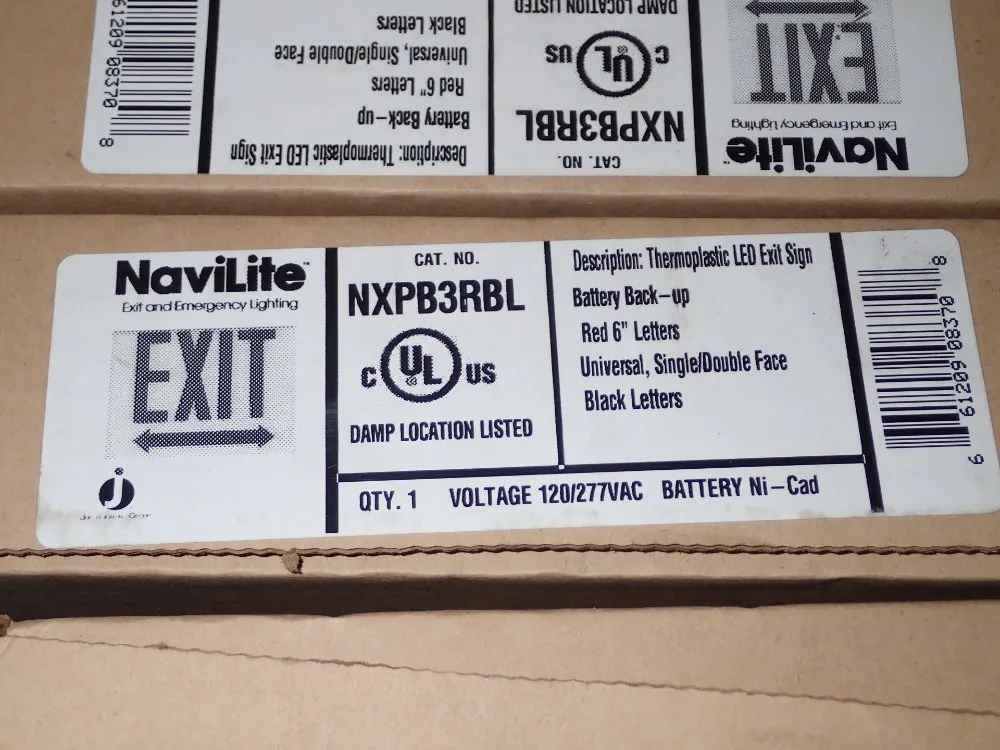 61209 08370 8
Black Letters
Universal, Single/Double Face
Red 6" Letters
Battery Back-up
Description: Thermoplastic LED Exit Sign
DAMP LOCATION LISTED
C UL US
NXPB3RBL
CAT. NO.
EXIT
NaviLite
Exit and Emergency Lighting
NaviLite™
Exit and Emergency Lighting
EXIT
J
CAT. NO.
NXPB3RBL
C UL® US
DAMP LOCATION LISTED
Description: Thermoplastic LED Exit Sign
Battery Back-up
Red 6" Letters
Universal, Single/Double Face
Black Letters
QTY. 1 VOLTAGE 120/277VAC BATTERY Ni-Cad
6 61209 08370 8